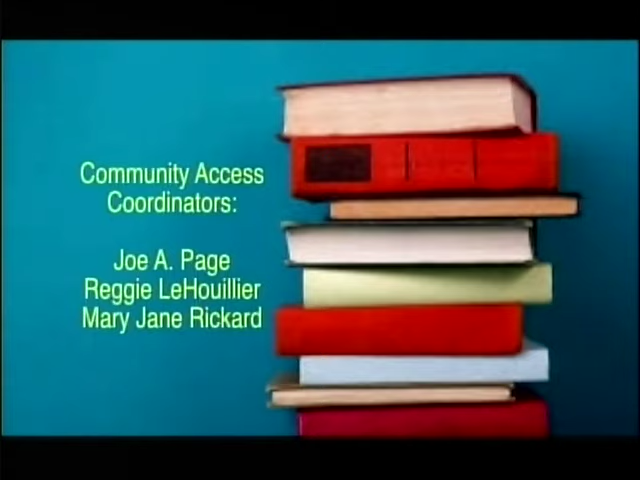 Community Access
Coordinators:
Joe A. Page
Reggie LeHouillier
Mary Jane Rickard